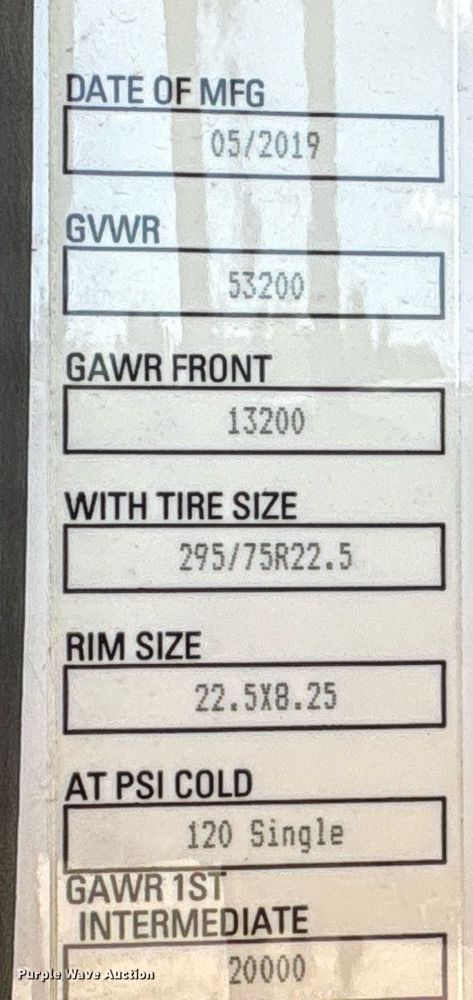 DATE OF MFG
05/2019
GVWR
53200
GAWR FRONT
13200
WITH TIRE SIZE
295/75R22.5
RIM SIZE
22.5X8.25
AT PSI COLD
120 Single
GAWR 1ST
INTERMEDIATE
20000
Purple Wave Auction